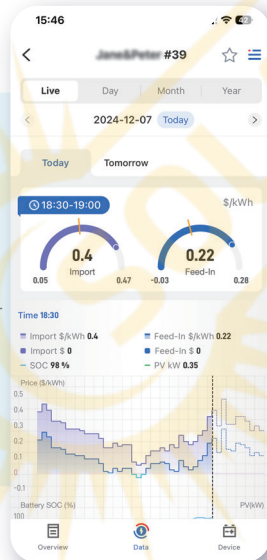 15:46
#39
Live Day Month Year
2024-12-07 Today
Today Tomorrow
18:30-19:00 $/kWh
0.4 0.22
Import Feed-In
0.05 0.47 -0.03 0.28
Time 18:30
Import $/kWh 0.4 Feed-In $/kWh 0.22
Import $ 0 Feed-In $ 0
SOC 98 % PV kW 0.35
Price ($/kWh)
0.5
0.4
0.3
0.2
0.1
0
-0.1
Battery SOC (%) PV(kW)
100
Overview Data Device